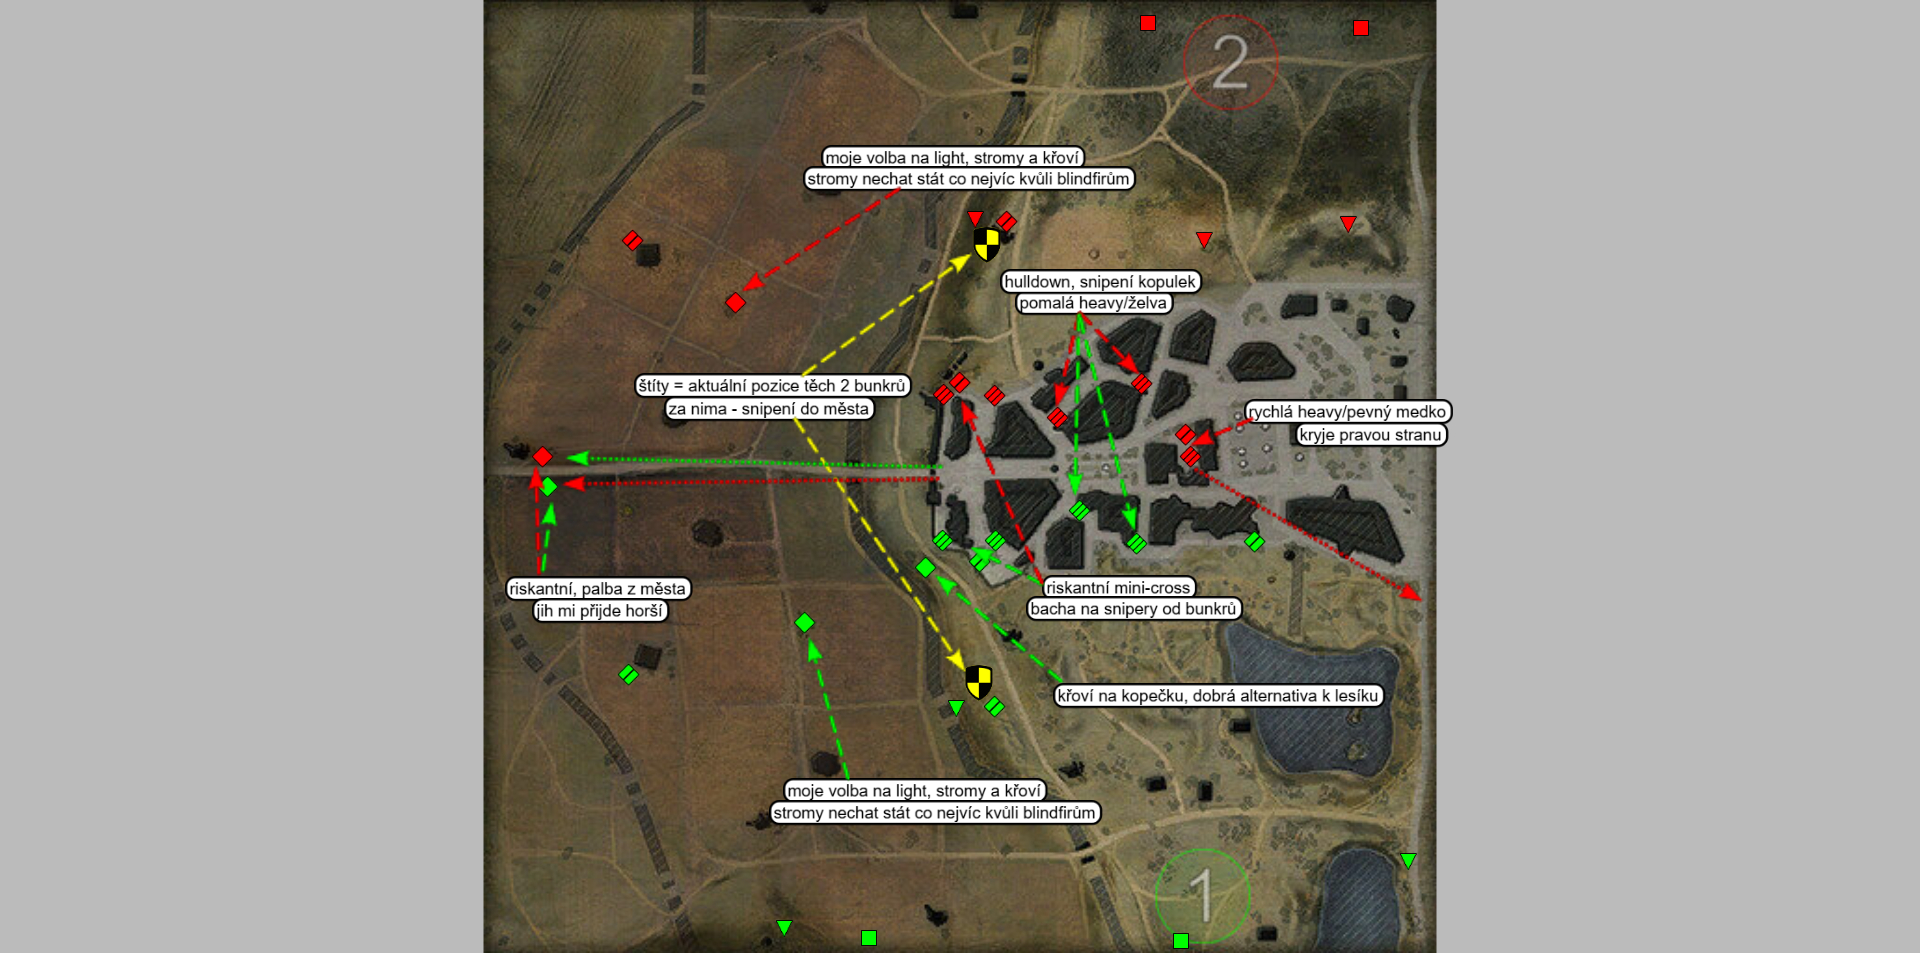 2
moje volba na light, stromy a křoví
stromy nechat stát co nejvíc kvůli blindfirům
hulldown, snipení kopulek
pomalá heavy/želva
štíty = aktuální pozice těch 2 bunkrů
za nima - snipení do města
rychlá heavy/pevný medko
kryje pravou stranu
riskantní, palba z města
jih mi přijde horší
riskantní mini-cross
bacha na snipery od bunkrů
křoví na kopečku, dobrá alternativa k lesíku
moje volba na light, stromy a křoví
stromy nechat stát co nejvíc kvůli blindfirům
1